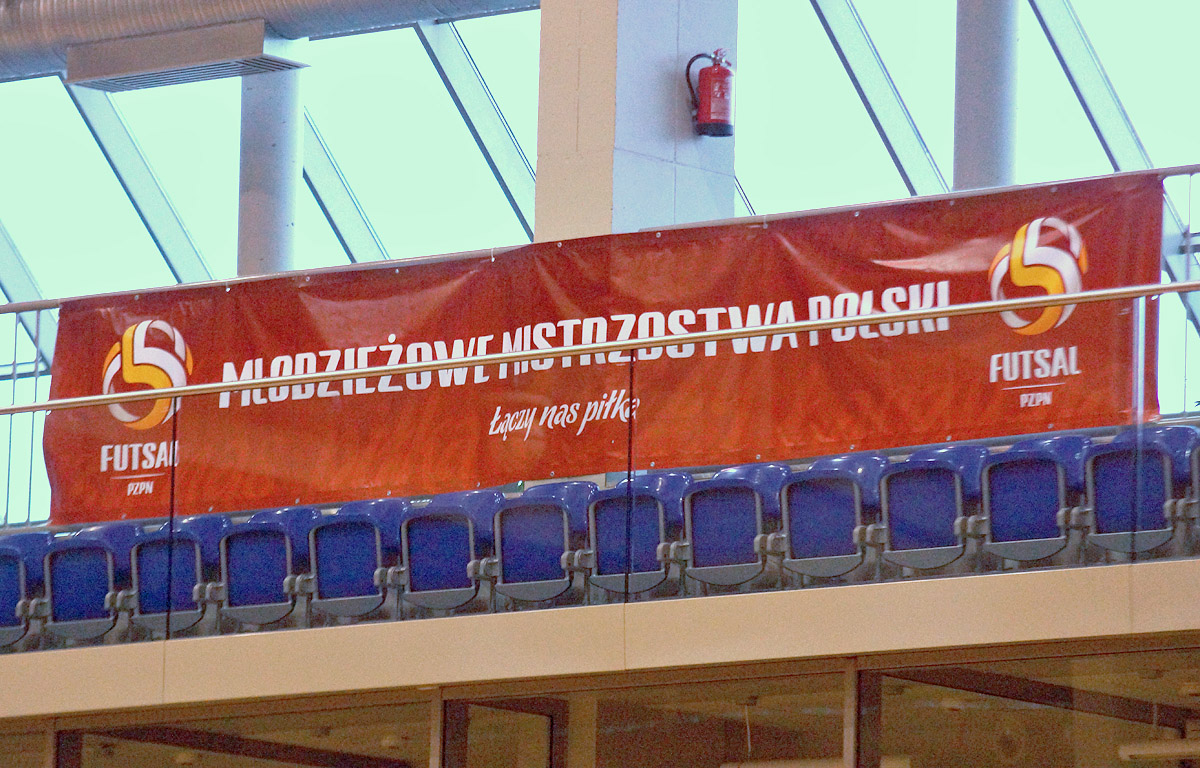 MŁODZIEŻOWE MISTRZOSTWA POLSKI
Łączy nas piłka
FUTSAL
PZPN
FUTSAL
PZPN